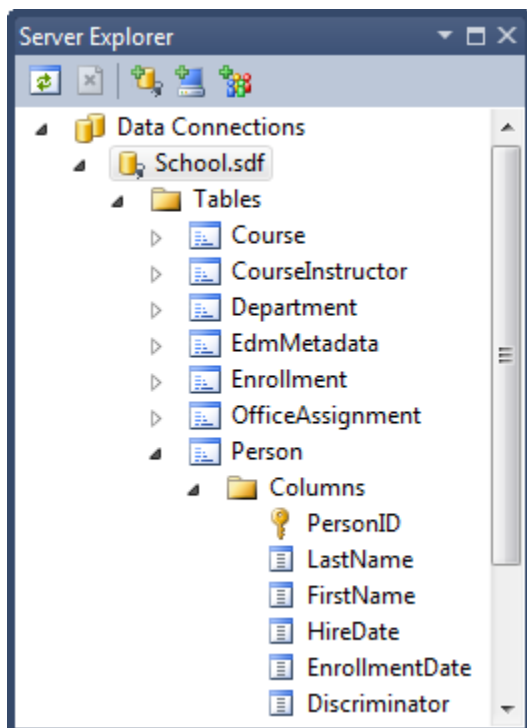 Server Explorer
Data Connections
School.sdf
Tables
Course
CourseInstructor
Department
EdmMetadata
Enrollment
OfficeAssignment
Person
Columns
PersonID
LastName
FirstName
HireDate
EnrollmentDate
Discriminator